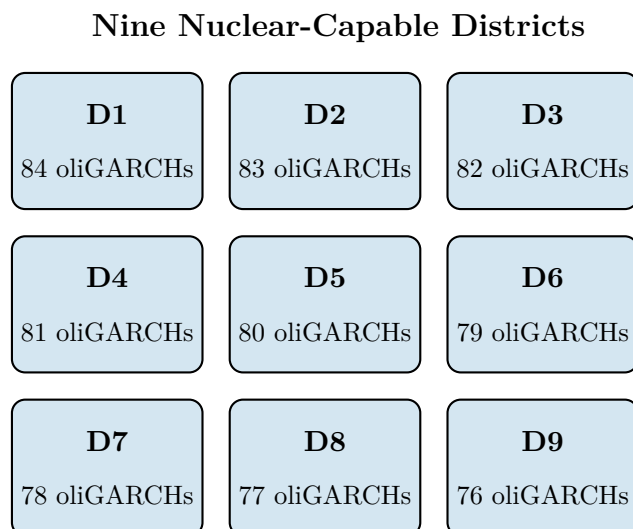 Nine Nuclear-Capable Districts
D1
84 oliGARCHs
D2
83 oliGARCHs
D3
82 oliGARCHs
D4
81 oliGARCHs
D5
80 oliGARCHs
D6
79 oliGARCHs
D7
78 oliGARCHs
D8
77 oliGARCHs
D9
76 oliGARCHs